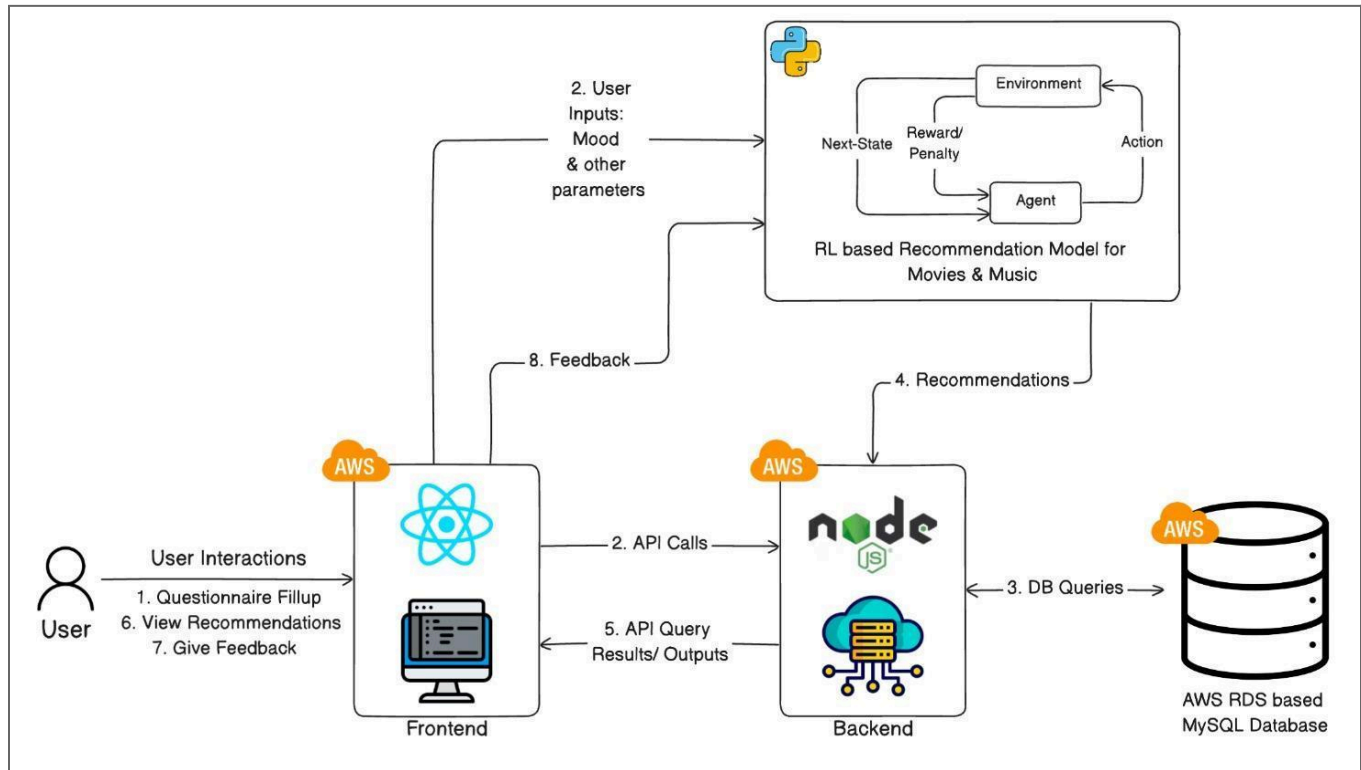 2. User
Inputs:
Mood
& other
parameters
Environment
Next-State
Reward/
Penalty
Action
Agent
RL based Recommendation Model for
Movies & Music
8. Feedback
4. Recommendations
AWS
AWS
AWS
node
JS
User Interactions
1. Questionnaire Fillup
6. View Recommendations
7. Give Feedback
User
2. API Calls
5. API Query
Results/ Outputs
3. DB Queries
Frontend
Backend
AWS RDS based
MySQL Database